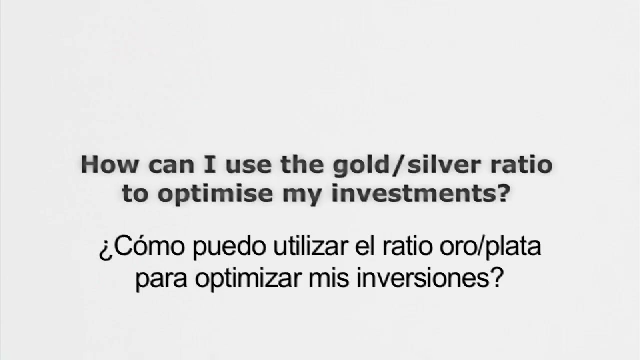 How can I use the gold/silver ratio
to optimise my investments?
¿Cómo puedo utilizar el ratio oro/plata
para optimizar mis inversiones?